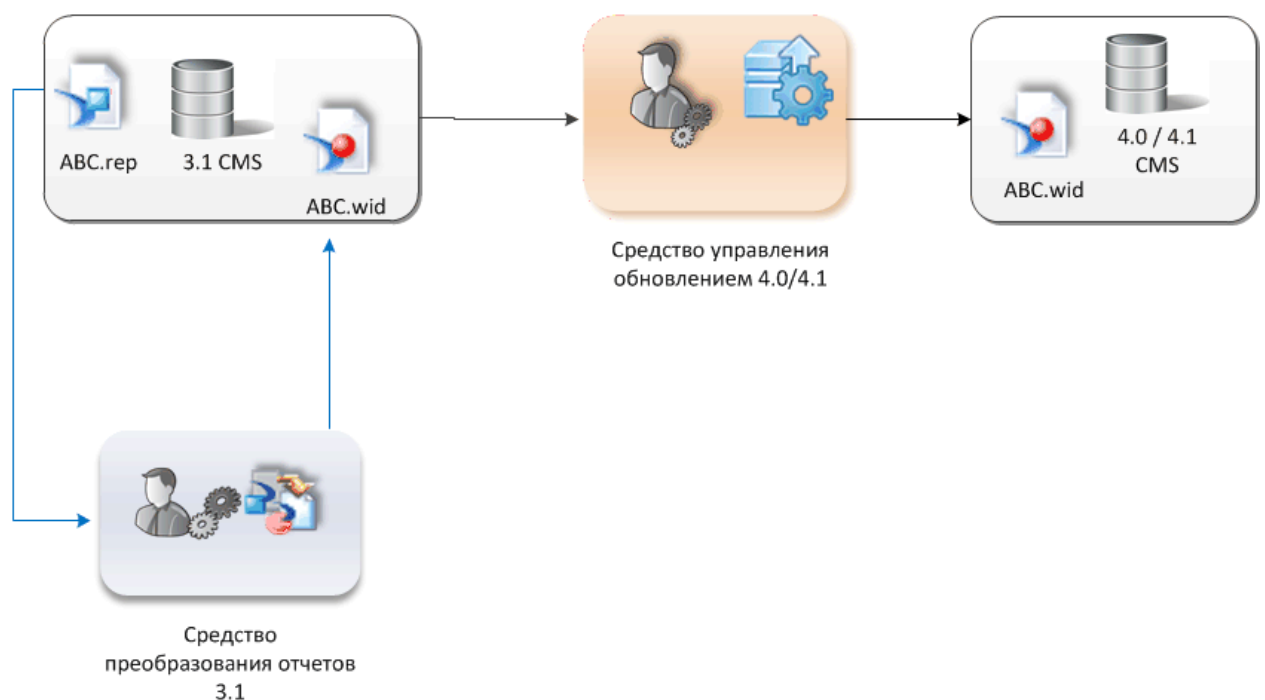 ABC.rep
3.1 CMS
ABC.wid
Средство управления
обновлением 4.0/4.1
ABC.wid
4.0 / 4.1
CMS
Средство
преобразования отчетов
3.1